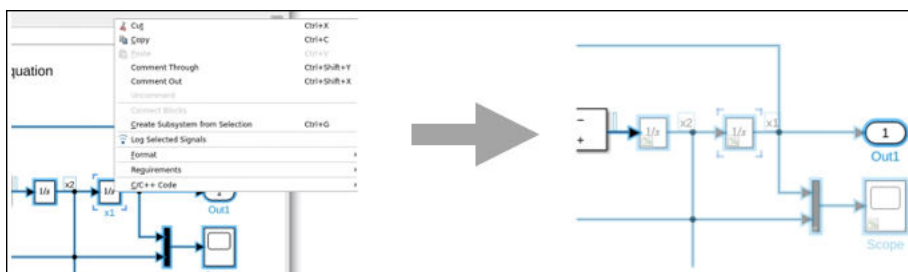 Cut Ctrl+X
Copy Ctrl+C
Paste Ctrl+V
Comment Through Ctrl+Shift+Y
Comment Out Ctrl+Shift+X
Uncomment
Connect Blocks
Create Subsystem from Selection Ctrl+G
Log Selected Signals
Format
Requirements
C/C++ Code
quation
1/s x2 1/s
x1
Out1
−
+
1/s x2 1/s x1
1
Out1
Scope